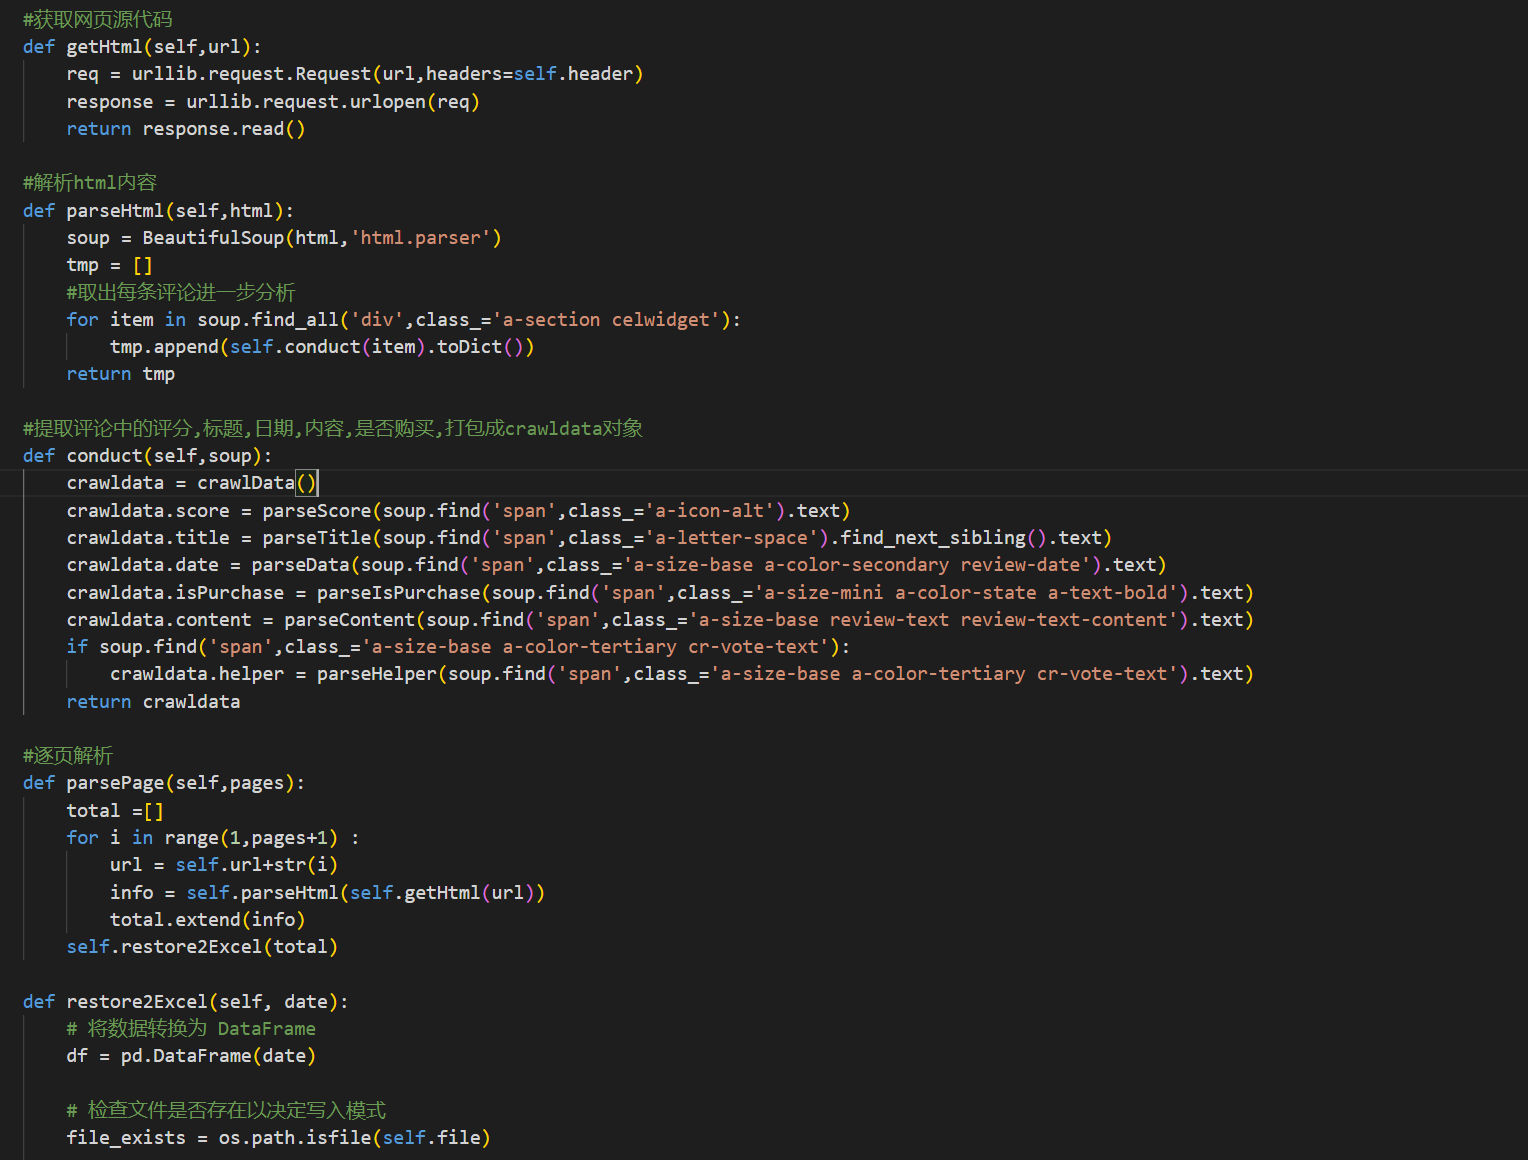 #获取网页源代码
def getHtml(self,url):
    req = urllib.request.Request(url,headers=self.header)
    response = urllib.request.urlopen(req)
    return response.read()

#解析html内容
def parseHtml(self,html):
    soup = BeautifulSoup(html,'html.parser')
    tmp = []
    #取出每条评论进一步分析
    for item in soup.find_all('div',class_='a-section celwidget'):
        tmp.append(self.conduct(item).toDict())
    return tmp

#提取评论中的评分,标题,日期,内容,是否购买,打包成crawldata对象
def conduct(self,soup):
    crawldata = crawlData()
    crawldata.score = parseScore(soup.find('span',class_='a-icon-alt').text)
    crawldata.title = parseTitle(soup.find('span',class_='a-letter-space').find_next_sibling().text)
    crawldata.date = parseData(soup.find('span',class_='a-size-base a-color-secondary review-date').text)
    crawldata.isPurchase = parseIsPurchase(soup.find('span',class_='a-size-mini a-color-state a-text-bold').text)
    crawldata.content = parseContent(soup.find('span',class_='a-size-base review-text review-text-content').text)
    if soup.find('span',class_='a-size-base a-color-tertiary cr-vote-text'):
        crawldata.helper = parseHelper(soup.find('span',class_='a-size-base a-color-tertiary cr-vote-text').text)
    return crawldata

#逐页解析
def parsePage(self,pages):
    total =[]
    for i in range(1,pages+1) :
        url = self.url+str(i)
        info = self.parseHtml(self.getHtml(url))
        total.extend(info)
    self.restore2Excel(total)

def restore2Excel(self, date):
    # 将数据转换为 DataFrame
    df = pd.DataFrame(date)

    # 检查文件是否存在以决定写入模式
    file_exists = os.path.isfile(self.file)